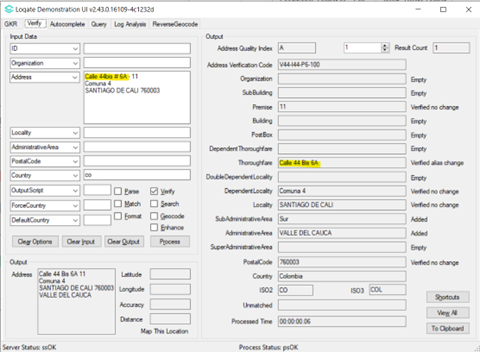 Loqate Demonstration UI v2.43.0.16109-4c1232d
GKR Verify Autocomplete Query Log Analysis ReverseGeocode
Input Data
ID
Organization
Address Calle 44bis # 6A - 11
Comuna 4
SANTIAGO DE CALI 760003
Locality
AdministrativeArea
PostalCode
Country co
OutputScript Parse Verify
ForceCountry Match Search
DefaultCountry Format Geocode
Enhance
Clear Options Clear Input Clear Output Process
Output
Address Calle 44 Bis 6A 11
Comuna 4
SANTIAGO DE CALI 760003
VALLE DEL CAUCA
Latitude
Longitude
Accuracy
Distance
Map This Location
Output
Address Quality Index A 1 Result Count 1
Address Verification Code V44-I44-P6-100
Organization Empty
SubBuilding Empty
Premise 11 Verified no change
Building Empty
PostBox Empty
DependentThoroughfare Empty
Thoroughfare Calle 44 Bis 6A Verified alias change
DoubleDependentLocality Empty
DependentLocality Comuna 4 Verified no change
Locality SANTIAGO DE CALI Verified no change
SubAdministrativeArea Sur Added
AdministrativeArea VALLE DEL CAUCA Added
SuperAdministrativeArea Empty
PostalCode 760003 Verified no change
Country Colombia
ISO2 CO ISO3 COL
Unmatched
Processed Time 00:00:00.06
Shortcuts
View All
To Clipboard
Server Status: ssOK Process Status: psOK